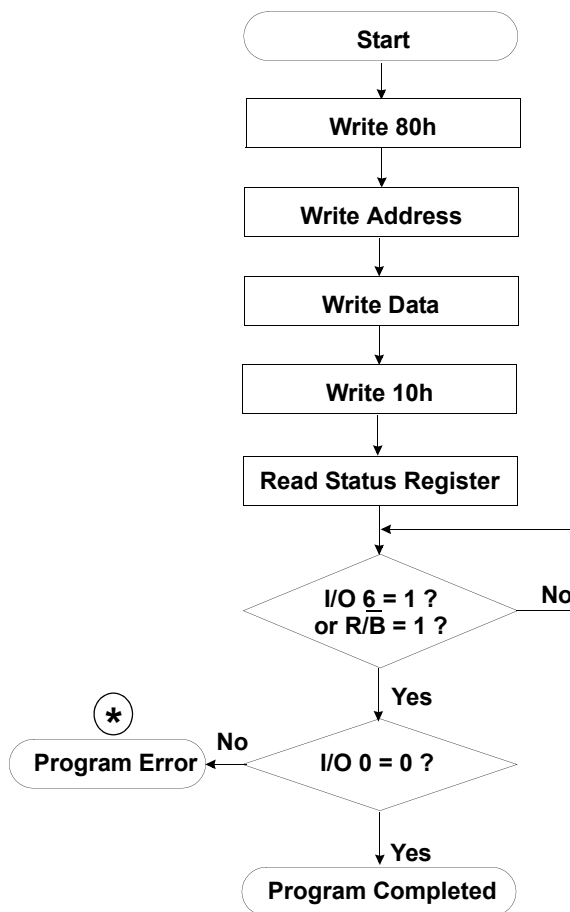 Start
Write 80h
Write Address
Write Data
Write 10h
Read Status Register
I/O 6 = 1 ?
or R/B = 1 ?
No
Yes
*
No
Program Error
I/O 0 = 0 ?
Yes
Program Completed